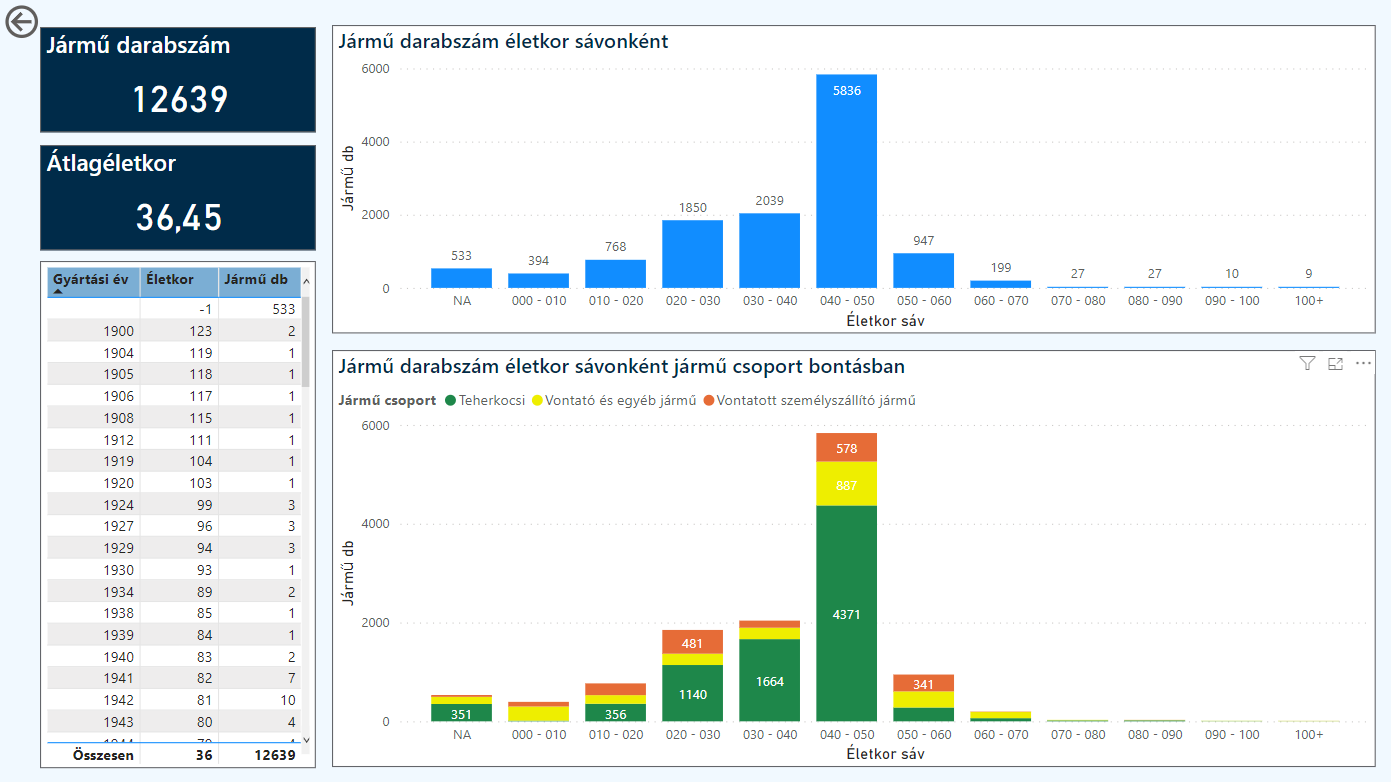 Jármű darabszám
12639
Átlagéletkor
36,45
Gyártási év Életkor Jármű db
-1 533
1900 123 2
1904 119 1
1905 118 1
1906 117 1
1908 115 1
1912 111 1
1919 104 1
1920 103 1
1924 99 3
1927 96 3
1929 94 3
1930 93 1
1934 89 2
1938 85 1
1939 84 1
1940 83 2
1941 82 7
1942 81 10
1943 80 4
Összesen 36 12639
Jármű darabszám életkor sávonként
Jármű db
6000
4000
2000
0
533 394 768 1850 2039 5836 947 199 27 27 10 9
NA 000 - 010 010 - 020 020 - 030 030 - 040 040 - 050 050 - 060 060 - 070 070 - 080 080 - 090 090 - 100 100+
Életkor sáv
Jármű darabszám életkor sávonként jármű csoport bontásban
Jármű csoport Teherkocsi Vontató és egyéb jármű Vontatott személyszállító jármű
Jármű db
6000
4000
2000
0
578
887
4371
481
1140
1664
341
351
356
NA 000 - 010 010 - 020 020 - 030 030 - 040 040 - 050 050 - 060 060 - 070 070 - 080 080 - 090 090 - 100 100+
Életkor sáv